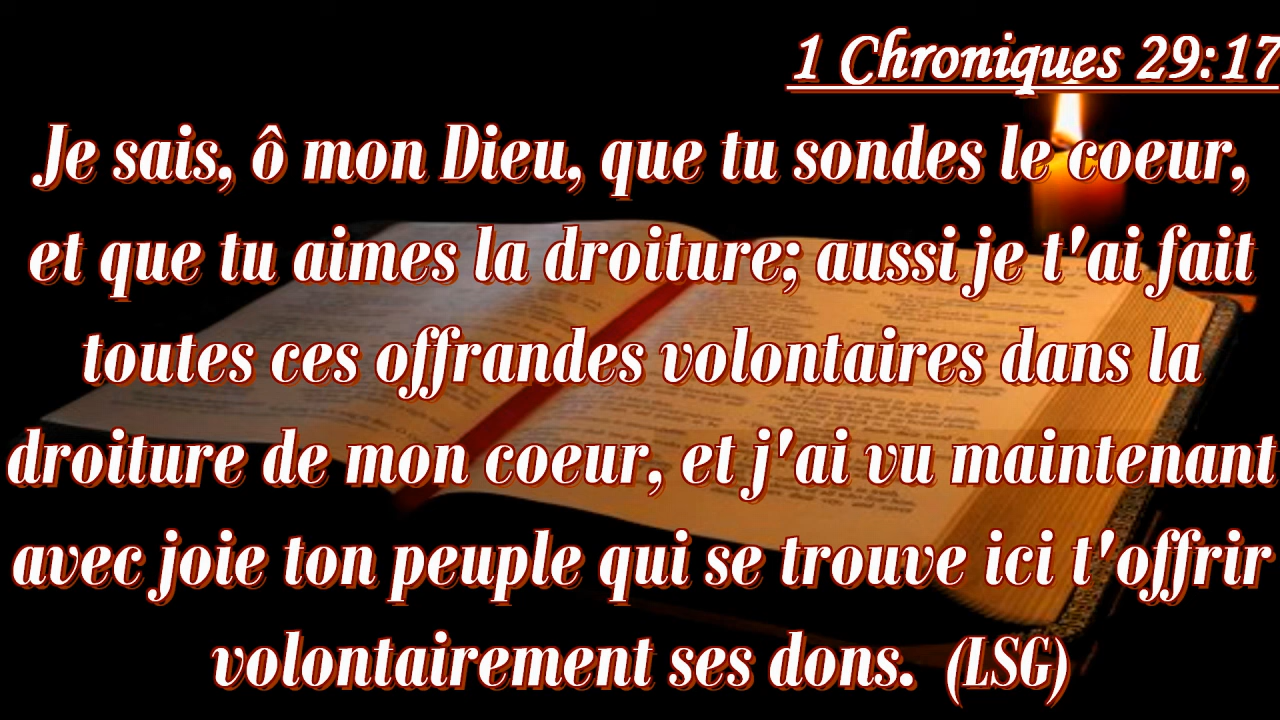 1 Chroniques 29:17
Je sais, ô mon Dieu, que tu sondes le coeur,
et que tu aimes la droiture; aussi je t'ai fait
toutes ces offrandes volontaires dans la
droiture de mon coeur, et j'ai vu maintenant
avec joie ton peuple qui se trouve ici t'offrir
volontairement ses dons. (LSG)